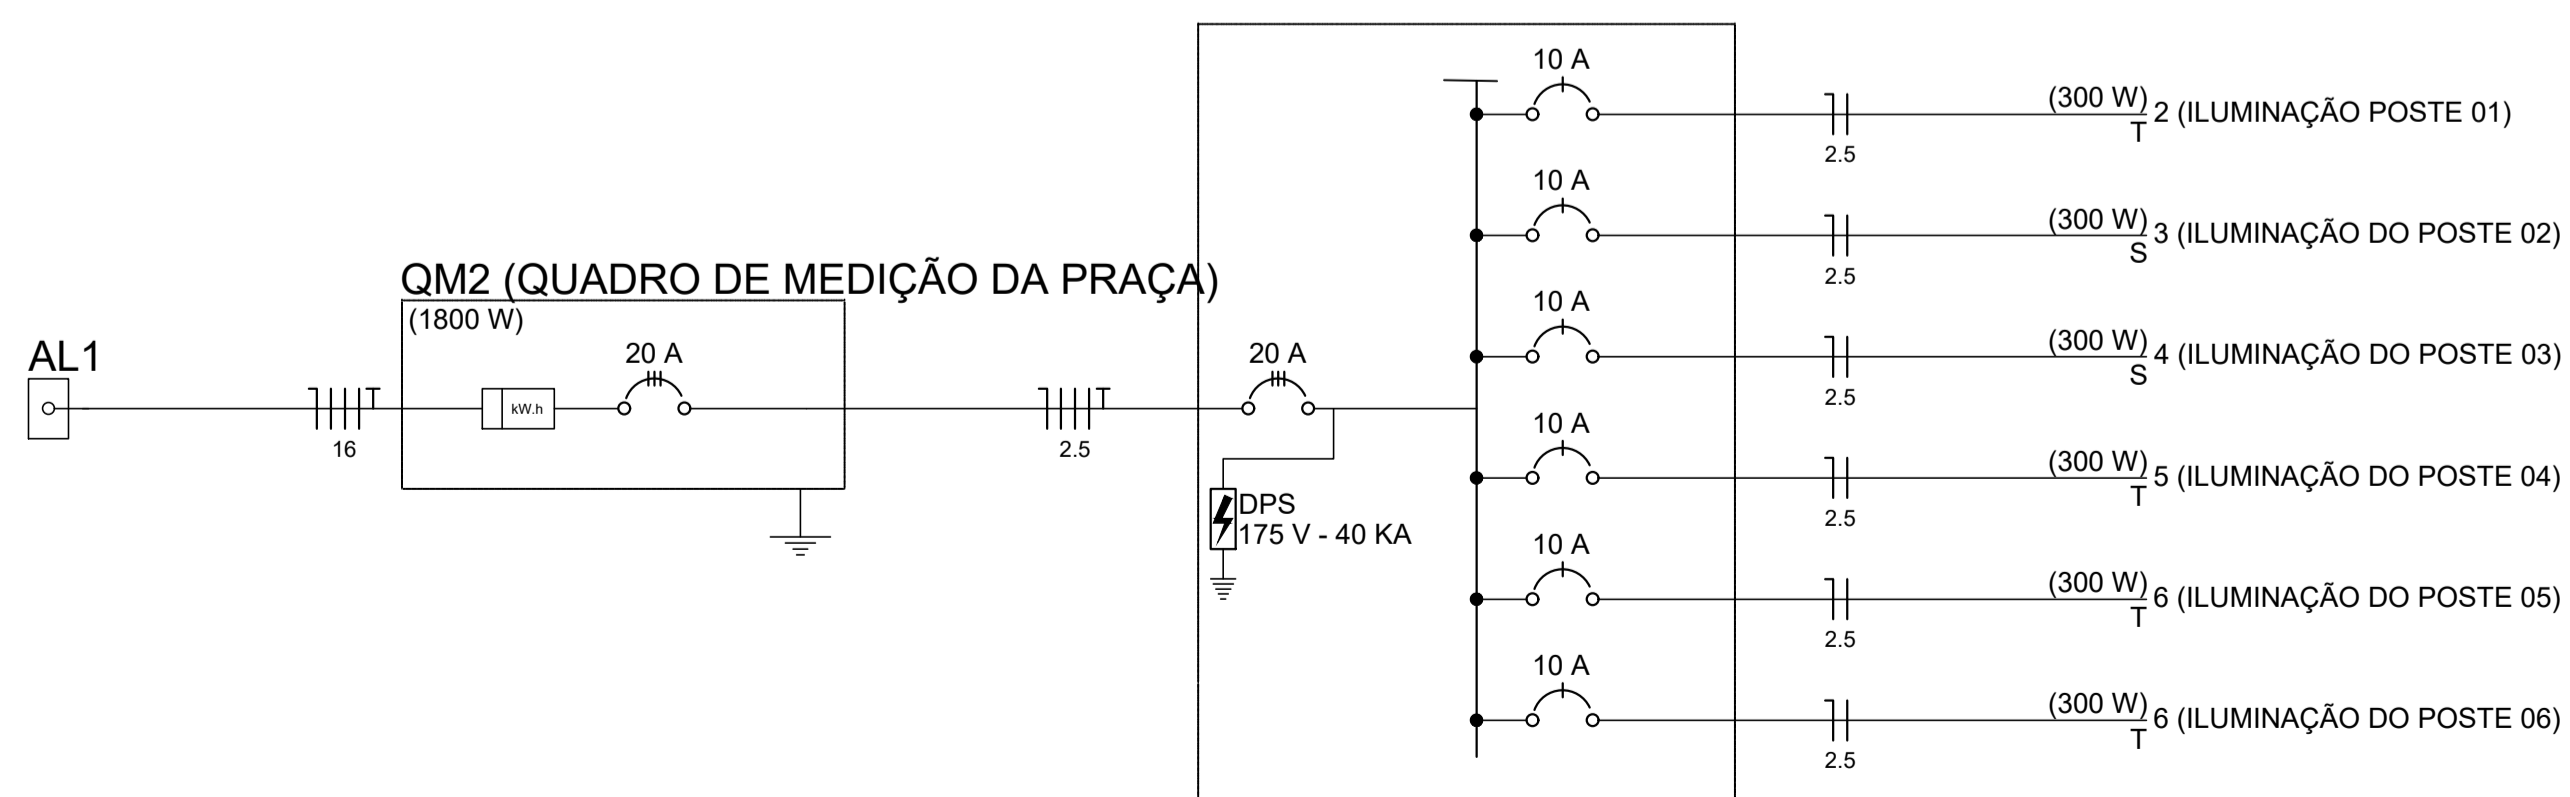 10 A
(300 W)
2 (ILUMINAÇÃO POSTE 01)
T
2.5
10 A
(300 W)
3 (ILUMINAÇÃO DO POSTE 02)
S
2.5
QM2 (QUADRO DE MEDIÇÃO DA PRAÇA)
(1800 W)
AL1
20 A
kW.h
16
2.5
20 A
DPS
175 V - 40 KA
10 A
(300 W)
4 (ILUMINAÇÃO DO POSTE 03)
S
2.5
10 A
(300 W)
5 (ILUMINAÇÃO DO POSTE 04)
T
2.5
10 A
(300 W)
6 (ILUMINAÇÃO DO POSTE 05)
T
2.5
10 A
(300 W)
6 (ILUMINAÇÃO DO POSTE 06)
T
2.5